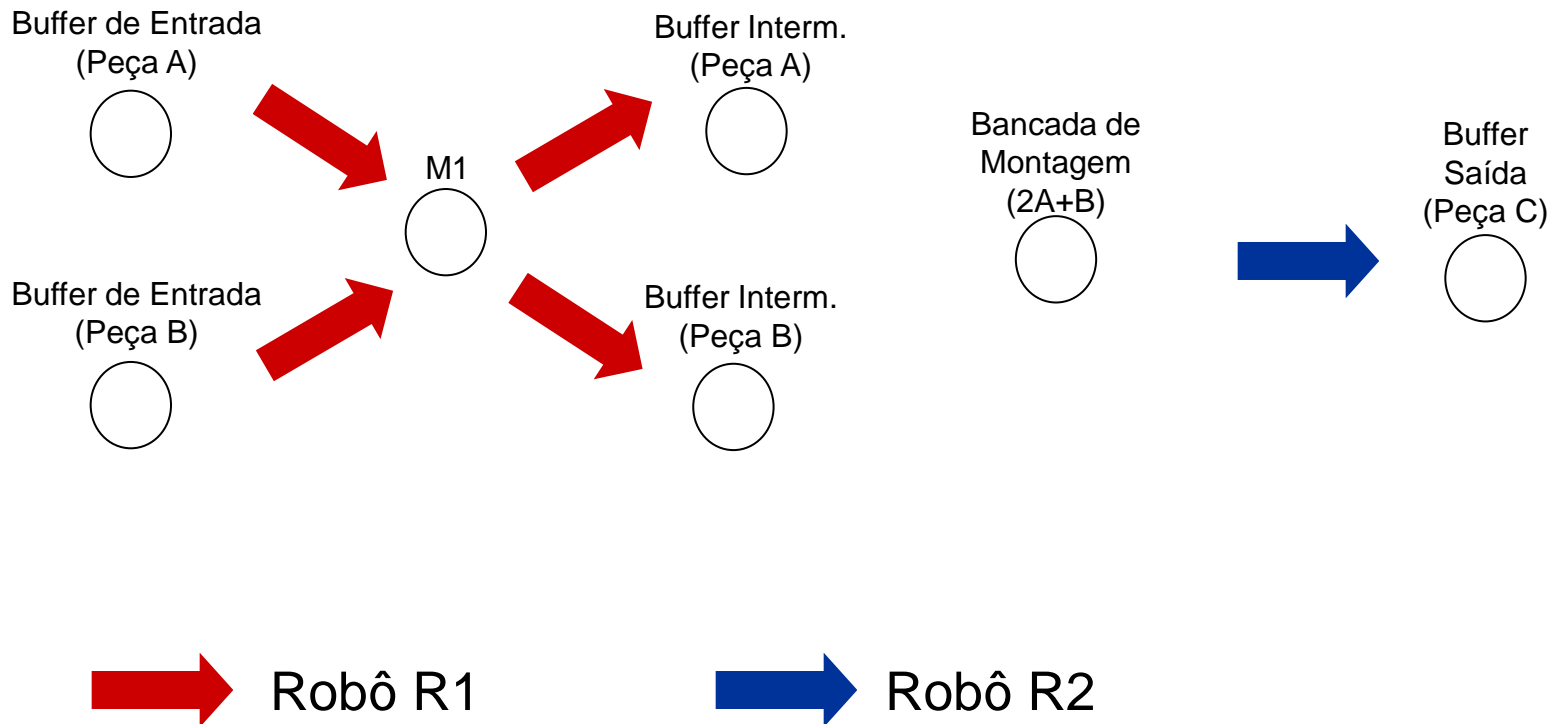 Buffer de Entrada
(Peça A)
Buffer Interm.
(Peça A)
M1
Bancada de
Montagem
(2A+B)
Buffer
Saída
(Peça C)
Buffer de Entrada
(Peça B)
Buffer Interm.
(Peça B)
Robô R1
Robô R2